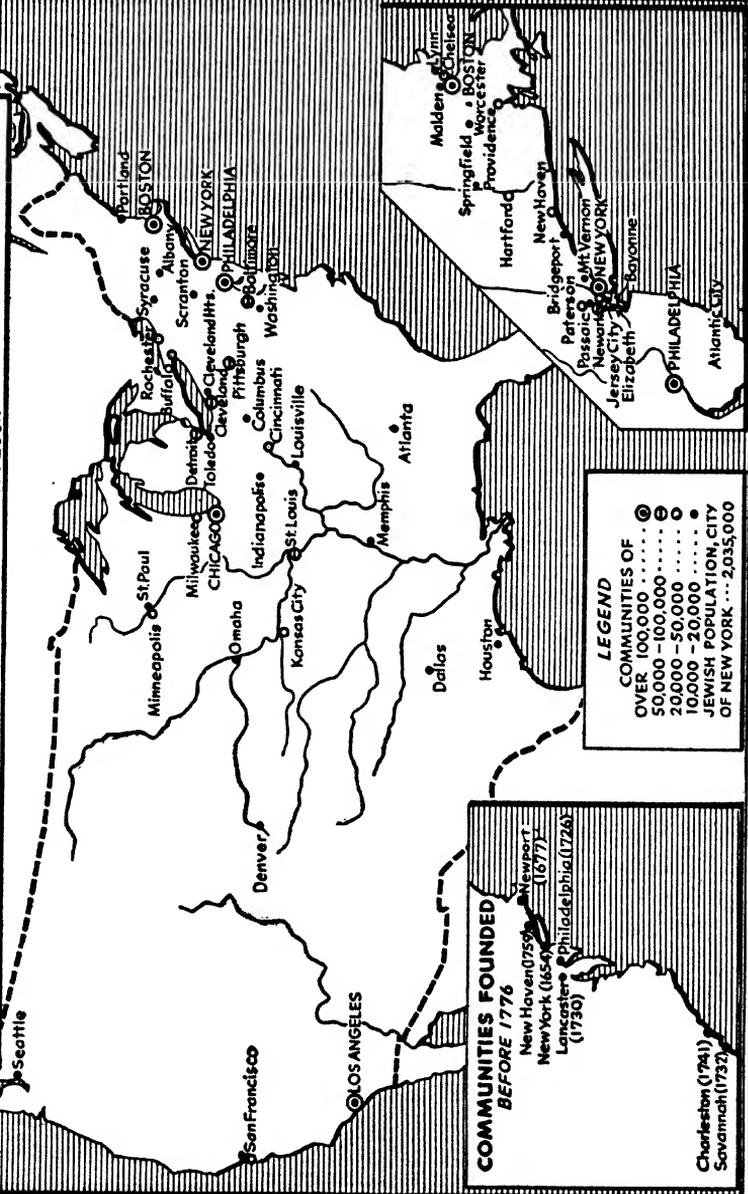 Seattle
San Francisco
LOS ANGELES
Denver
Minneapolis
St. Paul
Omaha
Kansas City
Dallas
Houston
Milwaukee
CHICAGO
Indianapolis
St. Louis
Memphis
Detroit
Toledo
Cleveland
Cleveland Hts.
Columbus
Cincinnati
Louisville
Atlanta
Rochester
Buffalo
Syracuse
Albany
Scranton
Pittsburgh
Portland
BOSTON
NEW YORK
PHILADELPHIA
Baltimore
Washington
COMMUNITIES FOUNDED
BEFORE 1776
Newport
(1677)
New Haven (1759)
New York (1654)
Philadelphia (1726)
Lancaster
(1730)
Charleston (1741)
Savannah (1732)
LEGEND
COMMUNITIES OF
OVER 100,000 .......
50,000 - 100,000 ......
20,000 - 50,000 .....
10,000 - 20,000 .....
JEWISH POPULATION, CITY
OF NEW YORK ... 2,035,000
Malden
Lynn
Chelsea
BOSTON
Springfield
Worcester
Providence
Hartford
New Haven
Bridgeport
Paterson
Mt Vernon
Passaic
NEW YORK
Newark
Jersey City
Bayonne
Elizabeth
PHILADELPHIA
Atlantic City